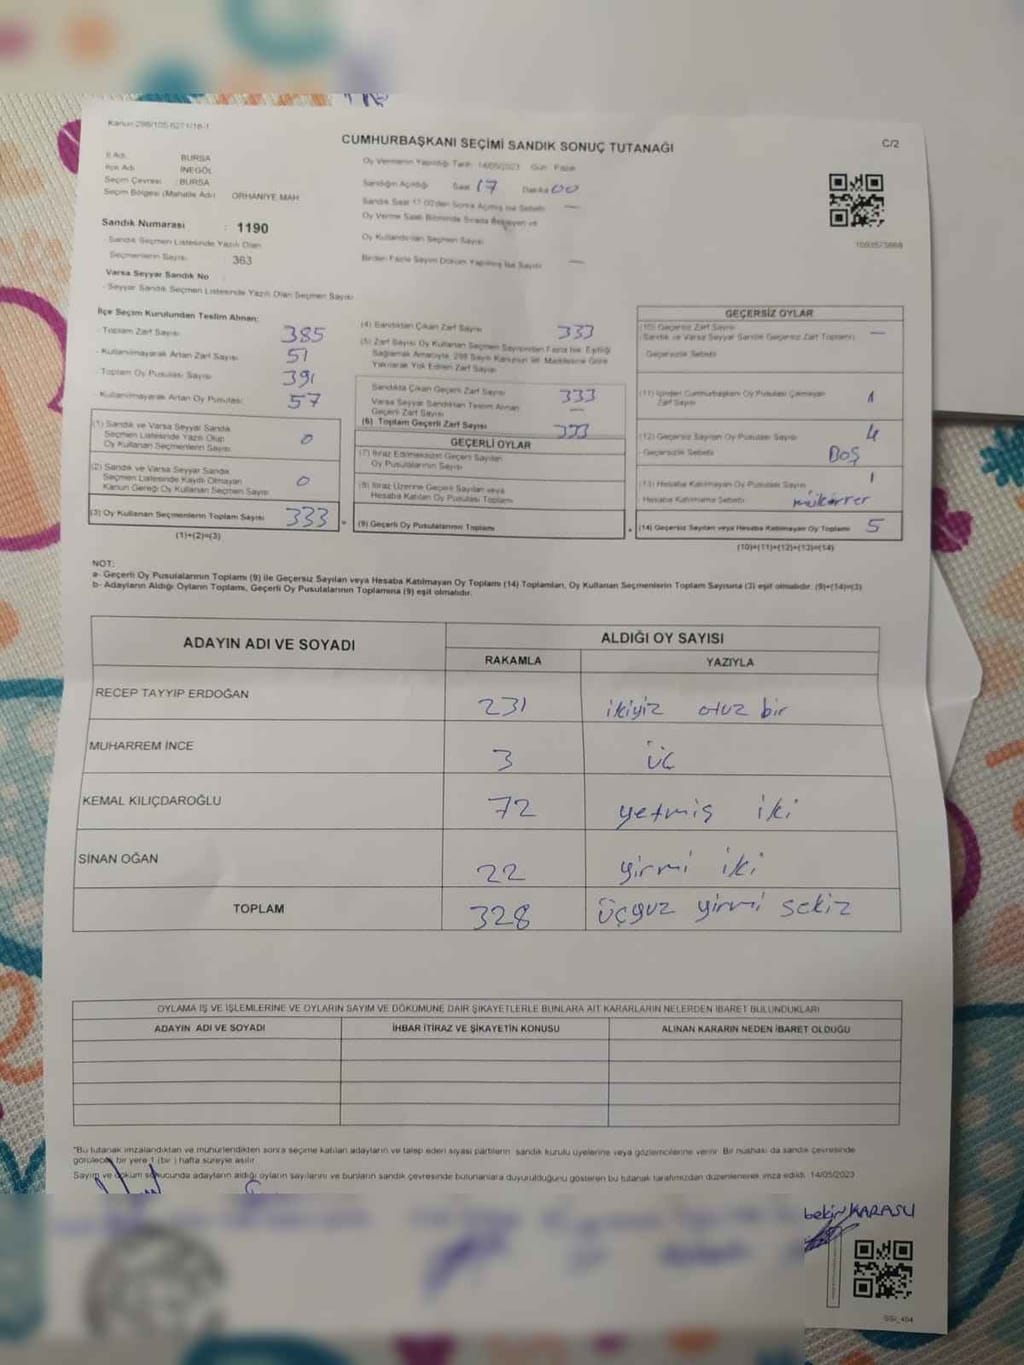 Kanun:298/105
CUMHURBAŞKANI SEÇİMİ SANDIK SONUÇ TUTANAĞI
C/2
İl Adı : BURSA
İlçe Adı : İNEGÖL
Seçim Çevresi : BURSA
Seçim Bölgesi (Mahalle Adı) : ORHANİYE MAH
Oy Vermenin Yapıldığı Tarih : 14/05/2023 Gün : Pazar
Sandığın Açıldığı Saat 17 Dakika 00
Sandık Saat 17.00'den Sonra Açılmış İse Sebebi —
Oy Verme Saati Bitiminde Sırada Bekleyen ve
Oy Kullandırılan Seçmen Sayısı
Birden Fazla Sayım Döküm Yapılmış İse Sayısı —
Sandık Numarası : 1190
- Sandık Seçmen Listesinde Yazılı Olan
Seçmenlerin Sayısı 363
Varsa Seyyar Sandık No
- Seyyar Sandık Seçmen Listesinde Yazılı Olan Seçmen Sayısı
İlçe Seçim Kurulundan Teslim Alınan:
- Toplam Zarf Sayısı 385
- Kullanılmayarak Artan Zarf Sayısı 51
- Toplam Oy Pusulası Sayısı 391
- Kullanılmayarak Artan Oy Pusulası 57
(1) Sandık ve Varsa Seyyar Sandık
Seçmen Listesinde Yazılı Olup
Oy Kullanan Seçmenlerin Sayısı 0
(2) Sandık ve Varsa Seyyar Sandık
Seçmen Listesinde Kayıtlı Olmayan
Kanun Gereği Oy Kullanan Seçmen Sayısı 0
(3) Oy Kullanan Seçmenlerin Toplam Sayısı 333
(1)+(2)=(3)
(4) Sandıktan Çıkan Zarf Sayısı 333
(5) Zarf Sayısı Oy Kullanan Seçmen Sayısından Fazla İse, Eşitliği
Sağlamak Amacıyla, 298 Sayılı Kanunun 98. Maddesine Göre
Yakılarak Yok Edilen Zarf Sayısı
Sandıkta Çıkan Geçerli Zarf Sayısı 333
Varsa Seyyar Sandıktan Teslim Alınan
Geçerli Zarf Sayısı —
(6) Toplam Geçerli Zarf Sayısı 333
GEÇERLİ OYLAR
(7) İtiraz Edilmeksizin Geçerli Sayılan
Oy Pusulalarının Sayısı
(8) İtiraz Üzerine Geçerli Sayılan veya
Hesaba Katılan Oy Pusulası Toplamı
(9) Geçerli Oy Pusulalarının Toplamı
GEÇERSİZ OYLAR
(10) Geçersiz Zarf Sayısı —
(Sandık ve Varsa Seyyar Sandık Geçersiz Zarf Toplamı)
Geçersizlik Sebebi
(11) İçinden Cumhurbaşkanı Oy Pusulası Çıkmayan
Zarf Sayısı 1
(12) Geçersiz Sayılan Oy Pusulası Sayısı 4
Geçersizlik Sebebi BOŞ
(13) Hesaba Katılmayan Oy Pusulası Sayısı 1
Hesaba Katılmama Sebebi mükerrer
(14) Geçersiz Sayılan veya Hesaba Katılmayan Oy Toplamı 5
(10)+(11)+(12)+(13)=(14)
NOT:
a- Geçerli Oy Pusulalarının Toplamı (9) ile Geçersiz Sayılan veya Hesaba Katılmayan Oy Toplamı (14) Toplamları, Oy Kullanan Seçmenlerin Toplam Sayısına (3) eşit olmalıdır. (9)+(14)=(3)
b- Adayların Aldığı Oyların Toplamı, Geçerli Oy Pusulalarının Toplamına (9) eşit olmalıdır.
ADAYIN ADI VE SOYADI ALDIĞI OY SAYISI
RAKAMLA YAZIYLA
RECEP TAYYİP ERDOĞAN 231 ikiyüz otuz bir
MUHARREM İNCE 3 üç
KEMAL KILIÇDAROĞLU 72 yetmiş iki
SİNAN OĞAN 22 yirmi iki
TOPLAM 328 üçyuz yirmi sekiz
OYLAMA İŞ VE İŞLEMLERİNE VE OYLARIN SAYIM VE DÖKÜMÜNE DAİR ŞİKAYETLERLE BUNLARA AİT KARARLARIN NELERDEN İBARET BULUNDUKLARI
ADAYIN ADI VE SOYADI İHBAR İTİRAZ VE ŞİKAYETİN KONUSU ALINAN KARARIN NEDEN İBARET OLDUĞU
*Bu tutanak imzalandıktan ve mühürlendikten sonra seçime katılan adayların ve talep eden siyasi partilerin sandık kurulu üyelerine veya gözlemcilerine verilir. Bir nüshası da sandık çevresinde
görülecek bir yere 1 (bir) hafta süreyle asılır.
Sayım ve döküm sonucunda adayların aldığı oyların sayılarını ve bunların sandık çevresinde bulunanlara duyurulduğunu gösteren bu tutanak tarafımızdan düzenlenerek imza edildi. 14/05/2023
bekir KARASU